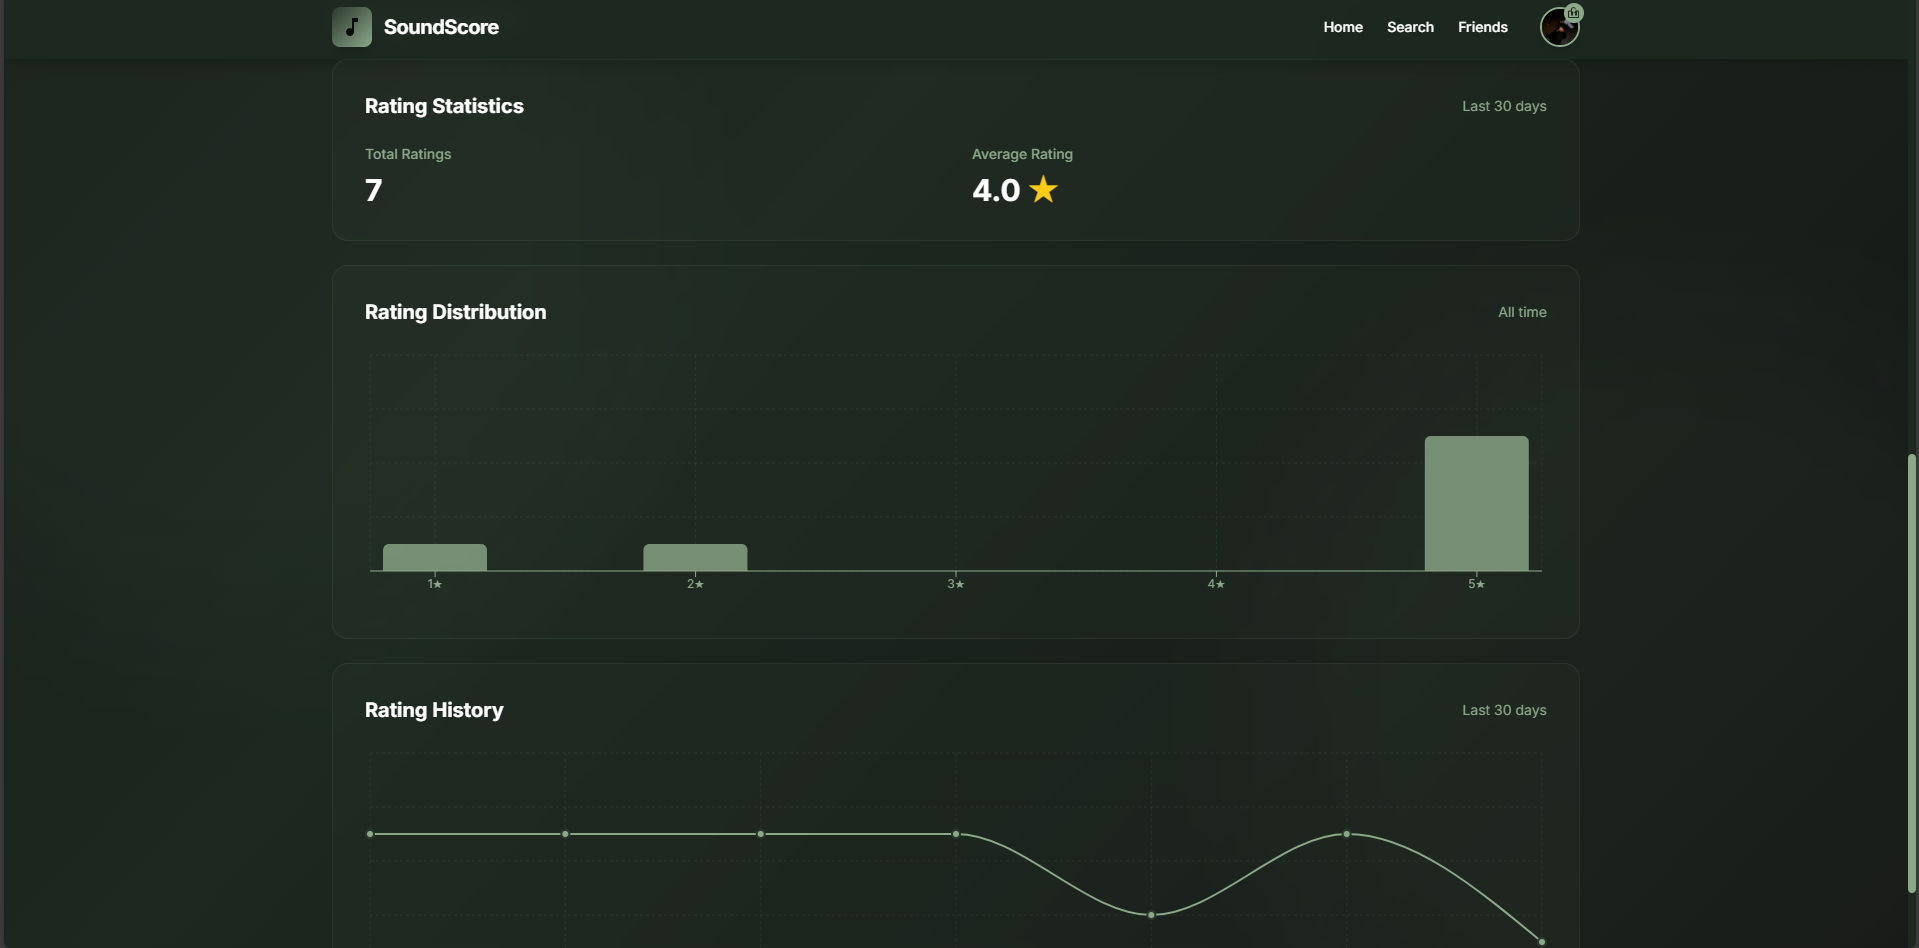 SoundScore
Home Search Friends
Rating Statistics
Last 30 days
Total Ratings
7
Average Rating
4.0 ★
Rating Distribution
All time
1★ 2★ 3★ 4★ 5★
Rating History
Last 30 days